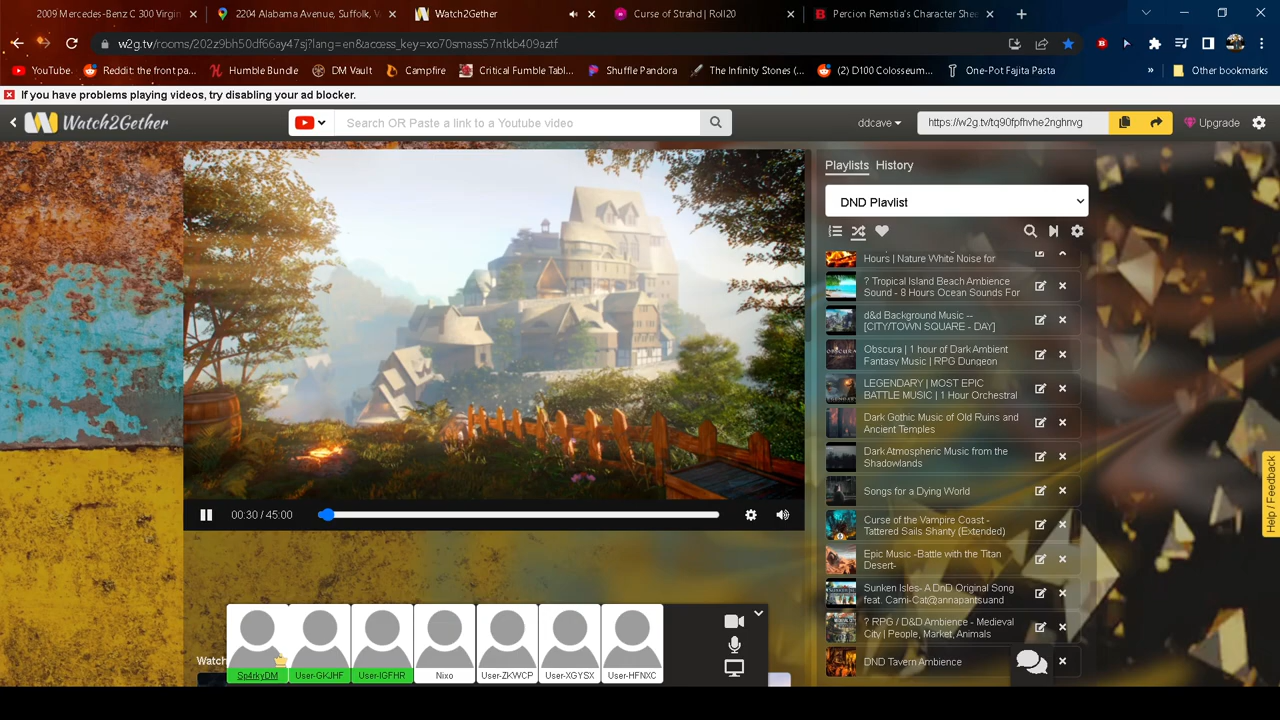 2009 Mercedes-Benz C 300 Virgin
2204 Alabama Avenue, Suffolk, V
Watch2Gether
Curse of Strahd | Roll20
Percion Remstia's Character She
w2g.tv/rooms/202z9bh50df66ay47sj?lang=en&access_key=xo70smass57ntkb409aztf
YouTube
Reddit: the front pa...
Humble Bundle
DM Vault
Campfire
Critical Fumble Tabl...
Shuffle Pandora
The Infinity Stones (...
(2) D100 Colosseum...
One-Pot Fajita Pasta
»
Other bookmarks
If you have problems playing videos, try disabling your ad blocker.
Watch2Gether
Search OR Paste a link to a Youtube video
ddcave
https://w2g.tv/tq90fpfhvhe2nghnvg
Upgrade
Playlists History
DND Playlist
Hours | Nature White Noise for
? Tropical Island Beach Ambience
Sound - 8 Hours Ocean Sounds For
d&d Background Music --
[CITY/TOWN SQUARE - DAY]
Obscura | 1 hour of Dark Ambient
Fantasy Music | RPG Dungeon
LEGENDARY | MOST EPIC
BATTLE MUSIC | 1 Hour Orchestral
Dark Gothic Music of Old Ruins and
Ancient Temples
Dark Atmospheric Music from the
Shadowlands
Songs for a Dying World
Curse of the Vampire Coast -
Tattered Sails Shanty (Extended)
Epic Music -Battle with the Titan
Desert-
Sunken Isles- A DnD Original Song
feat. Cami-Cat@annapantsuand
? RPG / D&D Ambience - Medieval
City | People, Market, Animals
DND Tavern Ambience
Help / Feedback
00:30 / 45:00
Watch
Sp4rkyDM
User-GKJHF
User-IGFHR
Nixo
User-ZKWCP
User-XGYSX
User-HFNXC